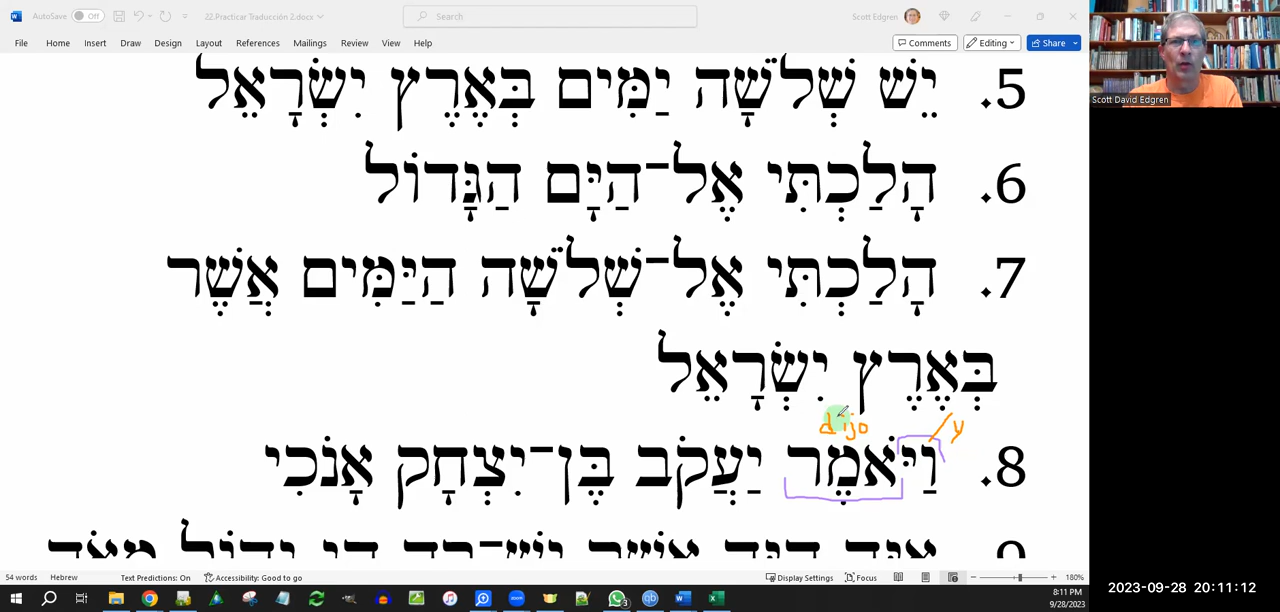 AutoSave Off 22.Practicar Traducción 2.docx Search Scott Edgren
File Home Insert Draw Design Layout References Mailings Review View Help Comments Editing Share
Scott David Edgren
5. יֵשׁ שְׁלֹשָׁה יַמִּים בְּאֶרֶץ יִשְׂרָאֵל
6. הָלַכְתִּי אֶל־הַיָּם הַגָּדוֹל
7. הָלַכְתִּי אֶל־שְׁלֹשָׁה הַיַּמִּים אֲשֶׁר
בְּאֶרֶץ יִשְׂרָאֵל
dijo y
8. וַיֹּאמֶר יַעֲקֹב בֶּן־יִצְחָק אָנֹכִי
9
54 words Hebrew Text Predictions: On Accessibility: Good to go Display Settings Focus 180%
3
8:11 PM
9/28/2023
2023-09-28 20:11:12